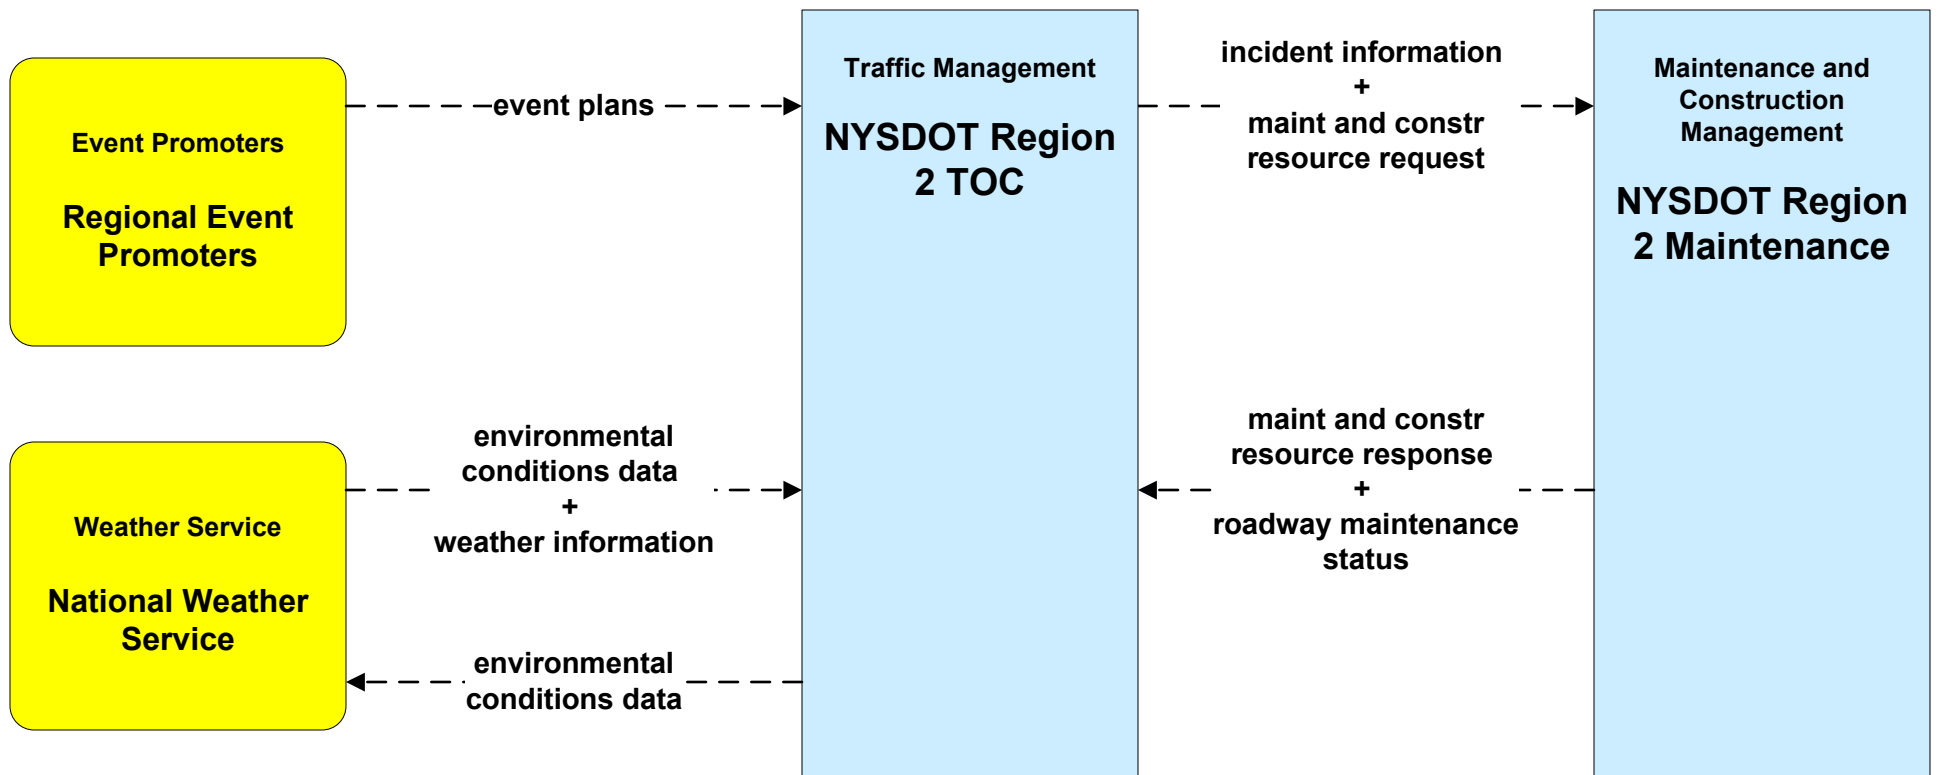 Event Promoters
Regional Event
Promoters
event plans
Traffic Management
NYSDOT Region
2 TOC
incident information
+
maint and constr
resource request
Maintenance and
Construction
Management
NYSDOT Region
2 Maintenance
Weather Service
National Weather
Service
environmental
conditions data
+
weather information
environmental
conditions data
maint and constr
resource response
+
roadway maintenance
status